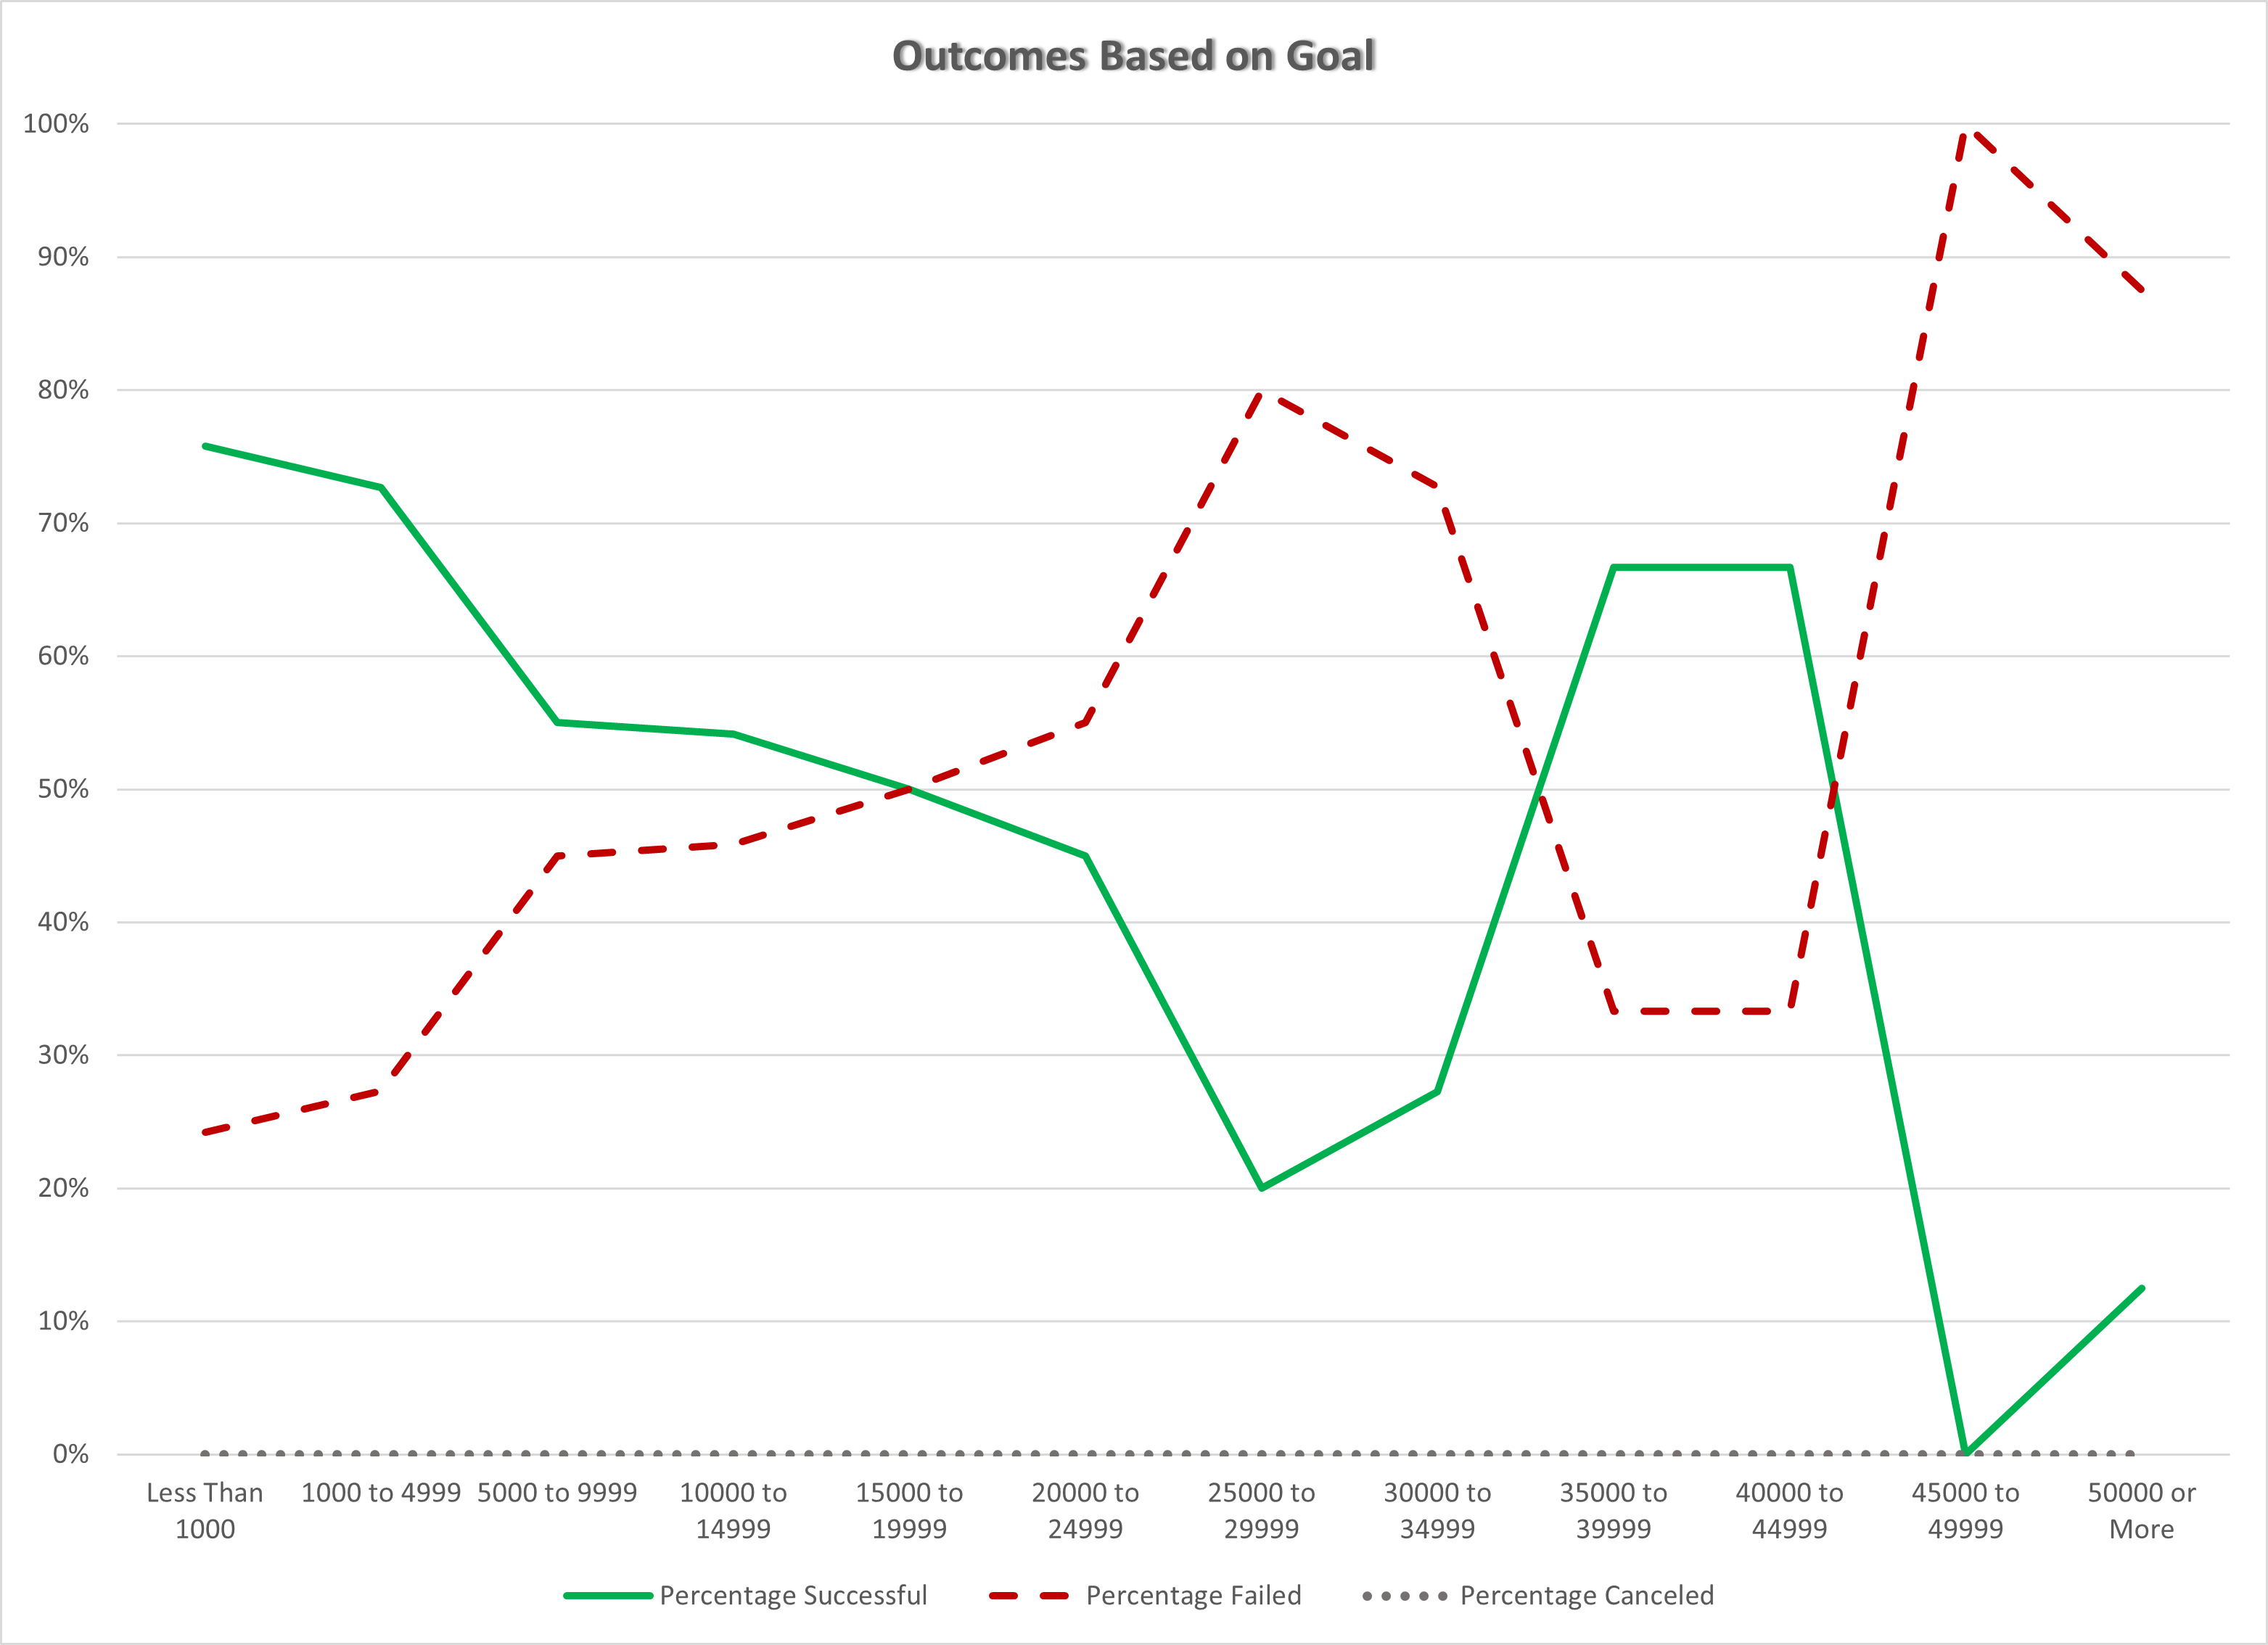 Outcomes Based on Goal
100%
90%
80%
70%
60%
50%
40%
30%
20%
10%
0%
Less Than
1000
1000 to 4999
5000 to 9999
10000 to
14999
15000 to
19999
20000 to
24999
25000 to
29999
30000 to
34999
35000 to
39999
40000 to
44999
45000 to
49999
50000 or
More
Percentage Successful
Percentage Failed
Percentage Canceled